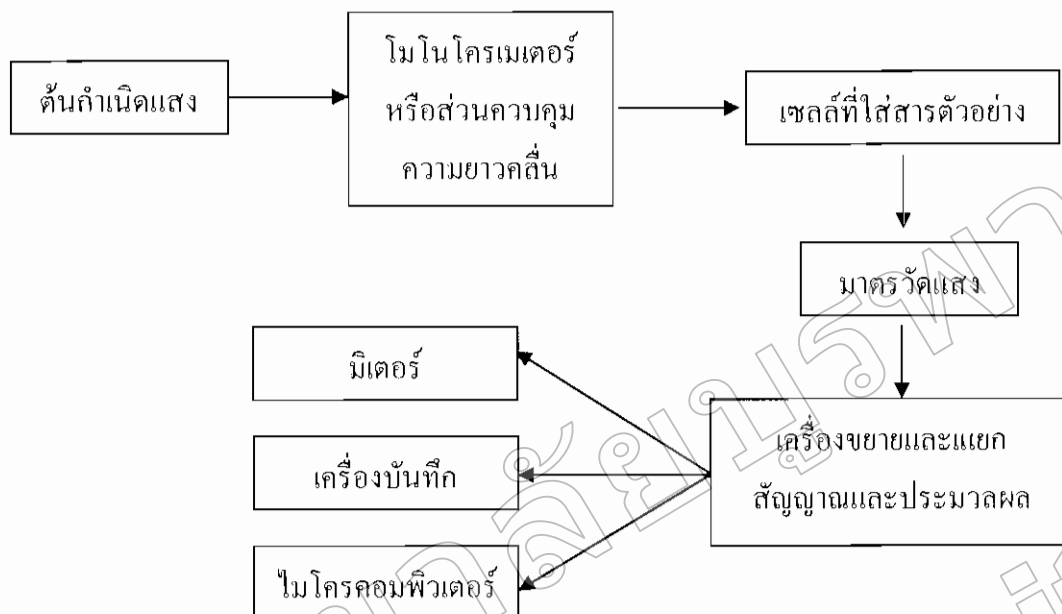 ต้นกำเนิดแสง
โมโนโครเมเตอร์
หรือส่วนควบคุม
ความยาวคลื่น
เซลล์ที่ใส่สารตัวอย่าง
มาตรวัดแสง
เครื่องขยายและแยก
สัญญาณและประมวลผล
มิเตอร์
เครื่องบันทึก
ไมโครคอมพิวเตอร์